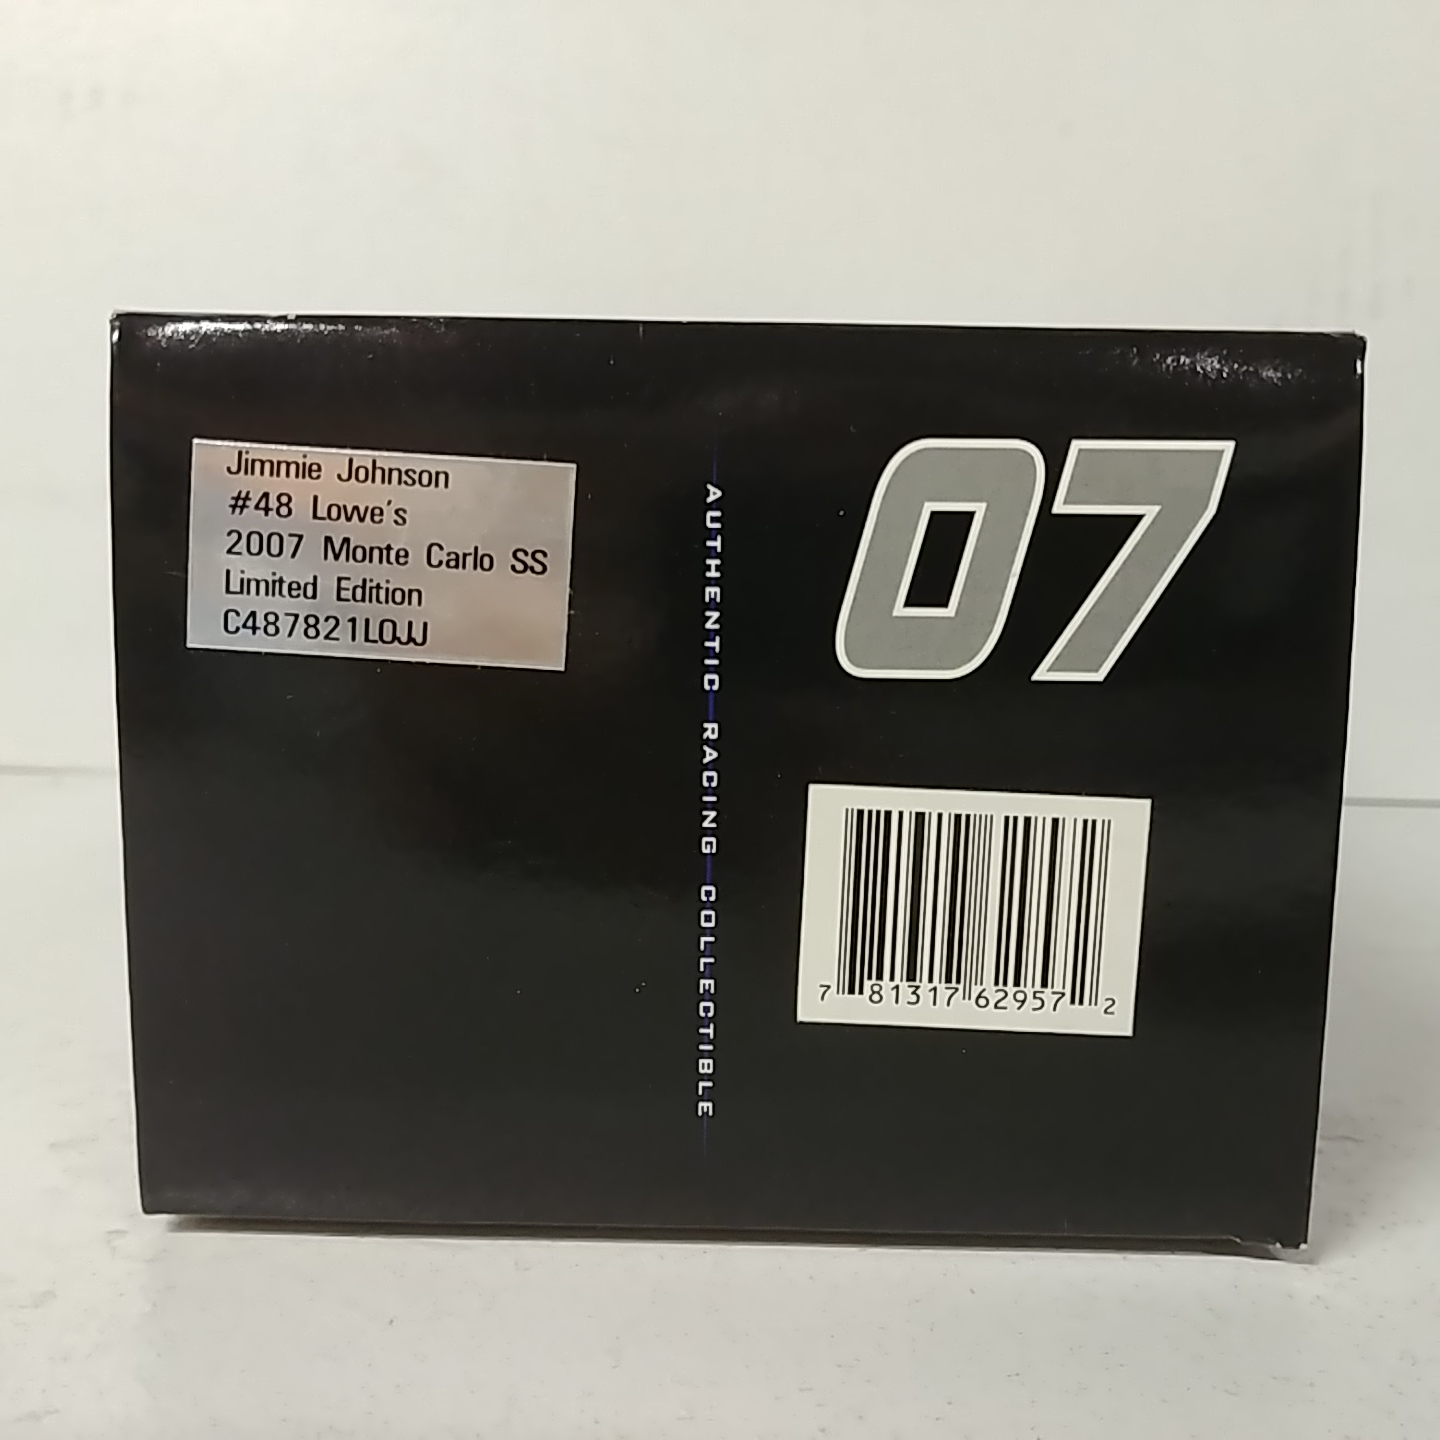 Jimmie Johnson
#48 Lowe's
2007 Monte Carlo SS
Limited Edition
C487821LOJJ
AUTHENTIC RACING COLLECTIBLE
07
7 81317 62957 2